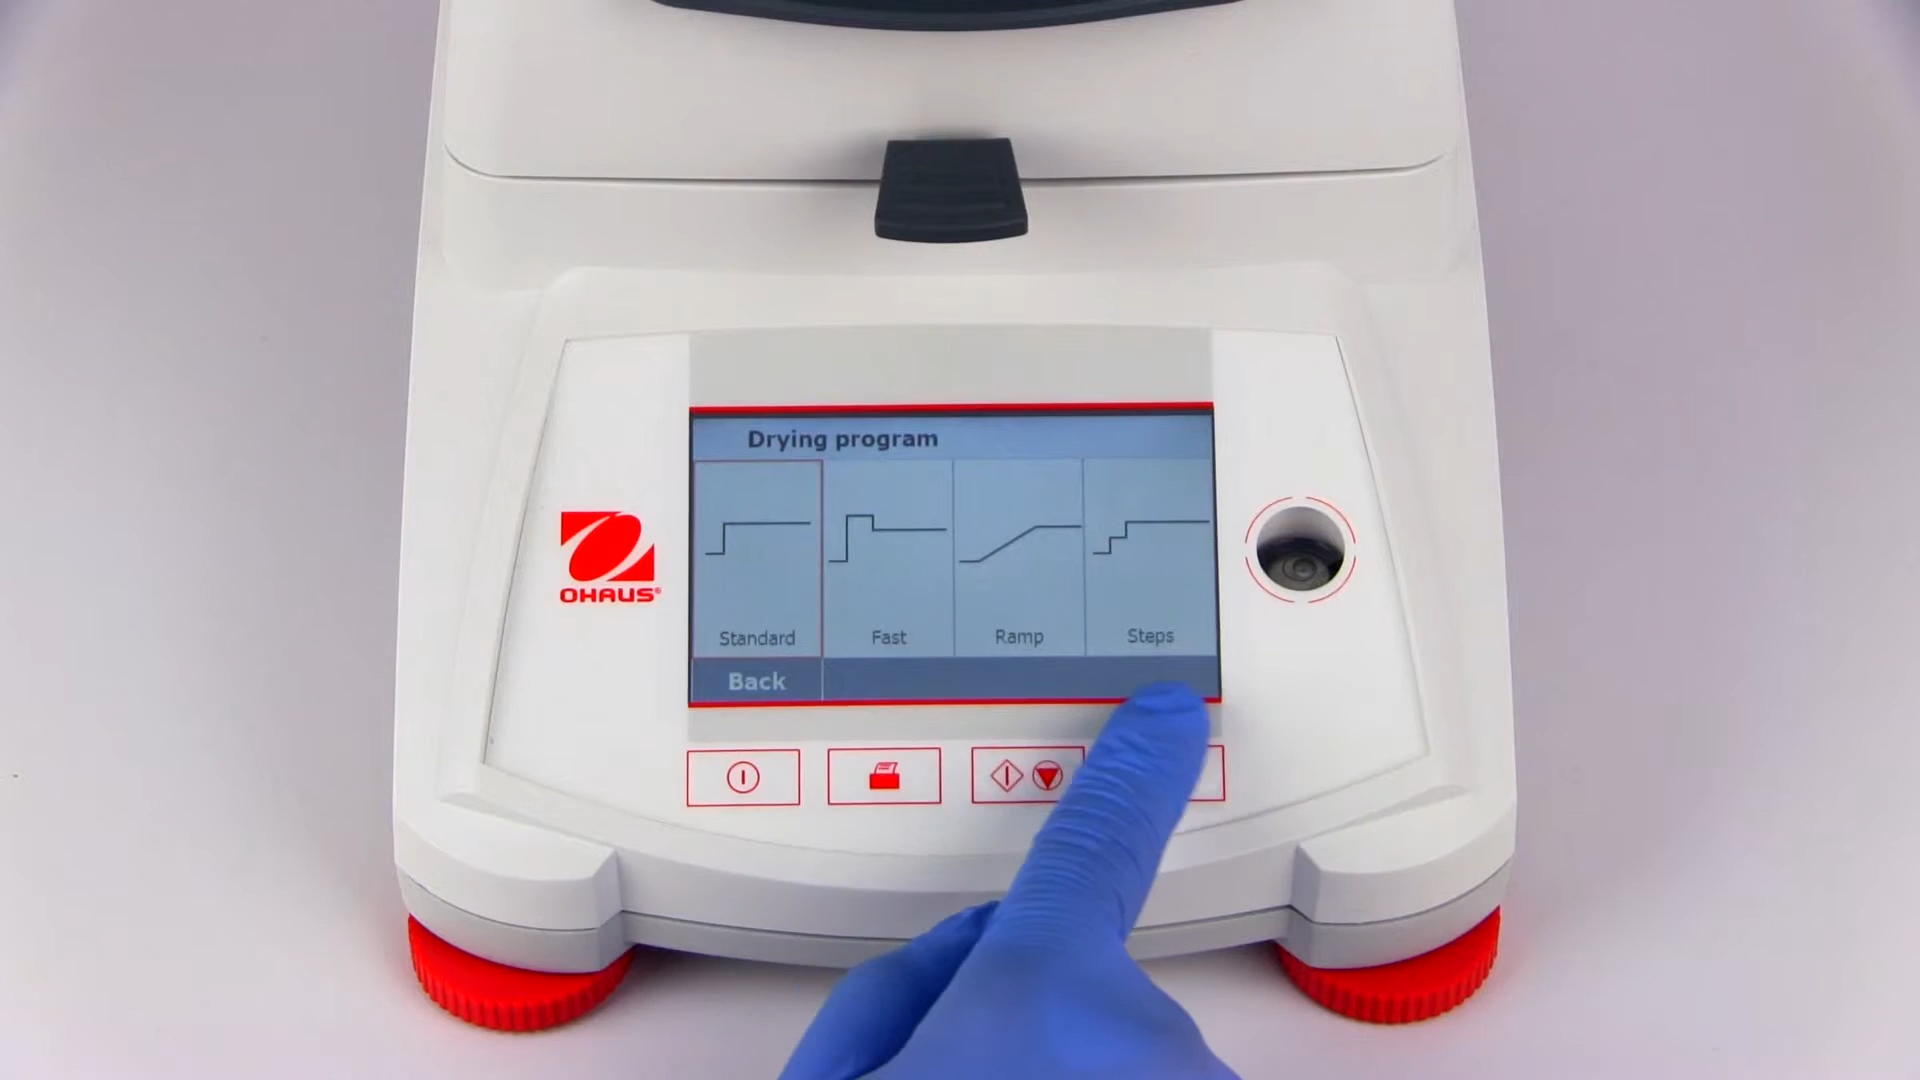 Drying program
Standard
Fast
Ramp
Steps
Back
OHAUS®